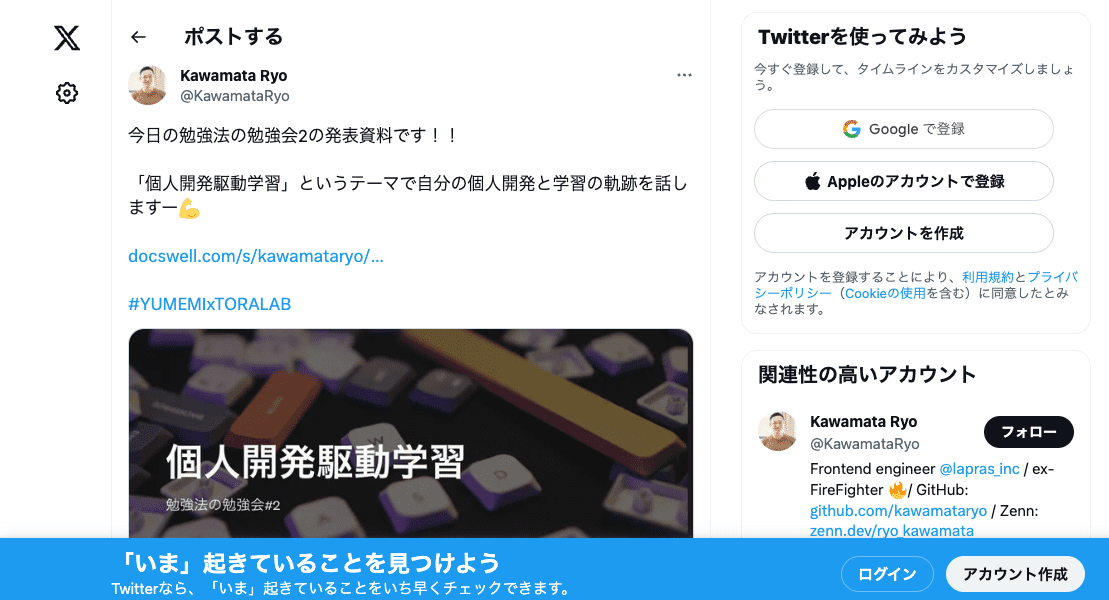 ポストする
Kawamata Ryo
@KawamataRyo
今日の勉強法の勉強会2の発表資料です！！
「個人開発駆動学習」というテーマで自分の個人開発と学習の軌跡を話し
ますー💪
docswell.com/s/kawamataryo/…
#YUMEMIxTORALAB
個人開発駆動学習
勉強法の勉強会#2
Twitterを使ってみよう
今すぐ登録して、タイムラインをカスタマイズしましょ
う。
Google で登録
Appleのアカウントで登録
アカウントを作成
アカウントを登録することにより、利用規約とプライバ
シーポリシー（Cookieの使用を含む）に同意したとみ
なされます。
関連性の高いアカウント
Kawamata Ryo
@KawamataRyo
フォロー
Frontend engineer @lapras_inc / ex-
FireFighter 🔥/ GitHub:
github.com/kawamataryo / Zenn:
zenn.dev/ryo_kawamata
「いま」起きていることを見つけよう
Twitterなら、「いま」起きていることをいち早くチェックできます。
ログイン
アカウント作成